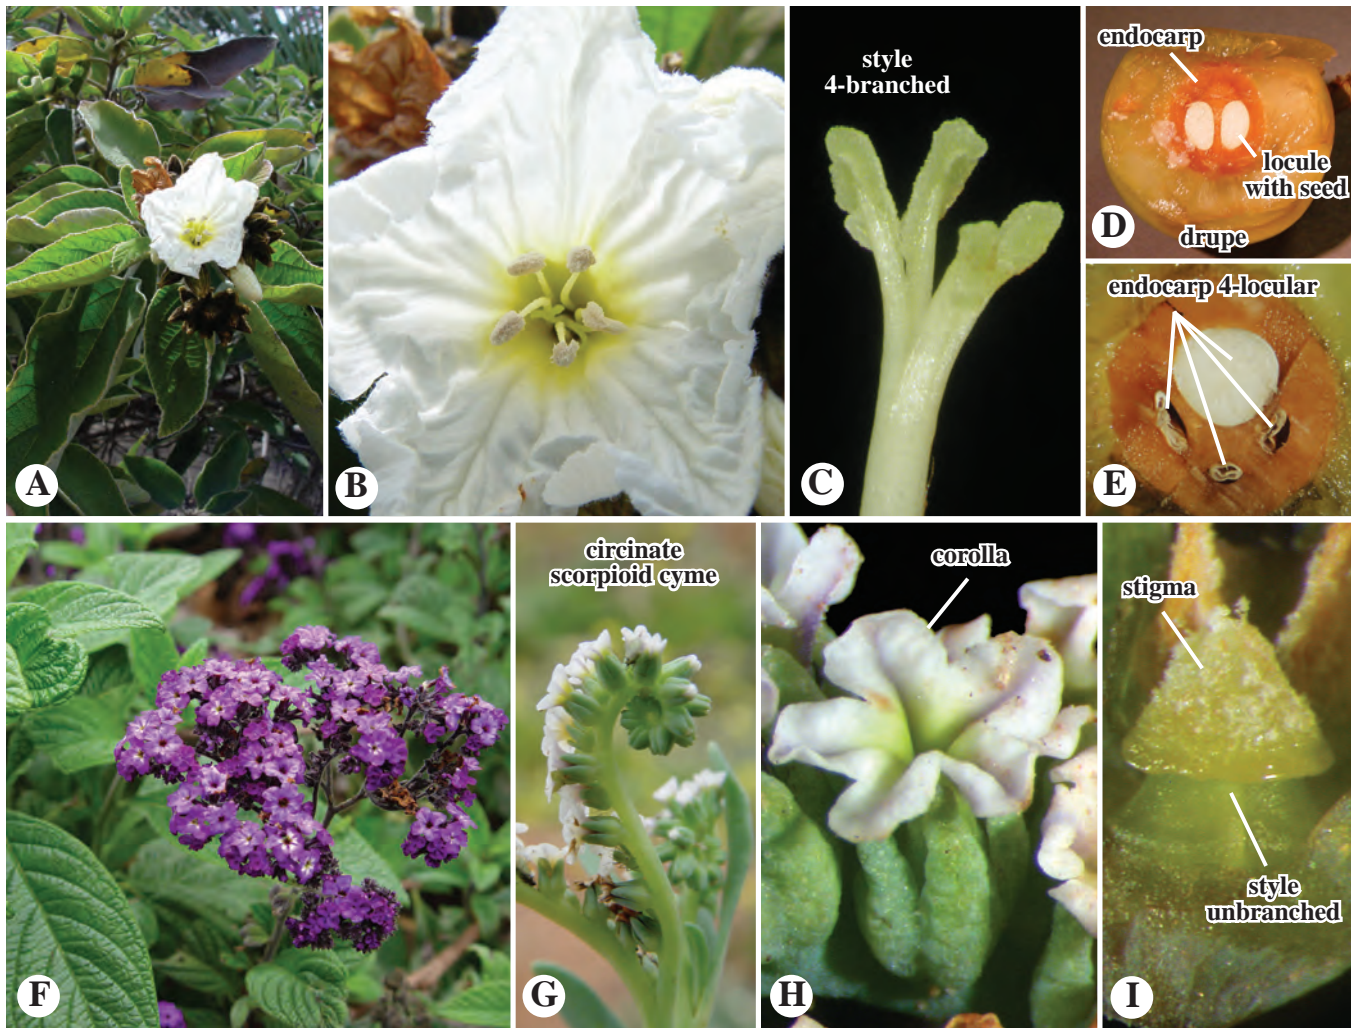 A
B
style
4-branched
C
endocarp
locule
with seed
D
drupe
endocarp 4-locular
E
F
circinate
scorpioid cyme
G
corolla
H
stigma
style
unbranched
I